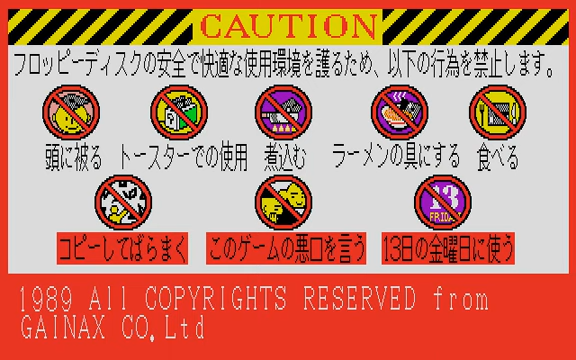 CAUTION
フロッピーディスクの安全で快適な使用環境を護るため、以下の行為を禁止します。
頭に被る トースターでの使用 煮込む ラーメンの具にする 食べる
13
FRIDAY
コピーしてばらまく このゲームの悪口を言う 13日の金曜日に使う
1989 All COPYRIGHTS RESERVED from
GAINAX CO,Ltd